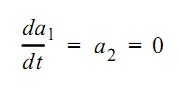 da₁/dt = a₂ = 0